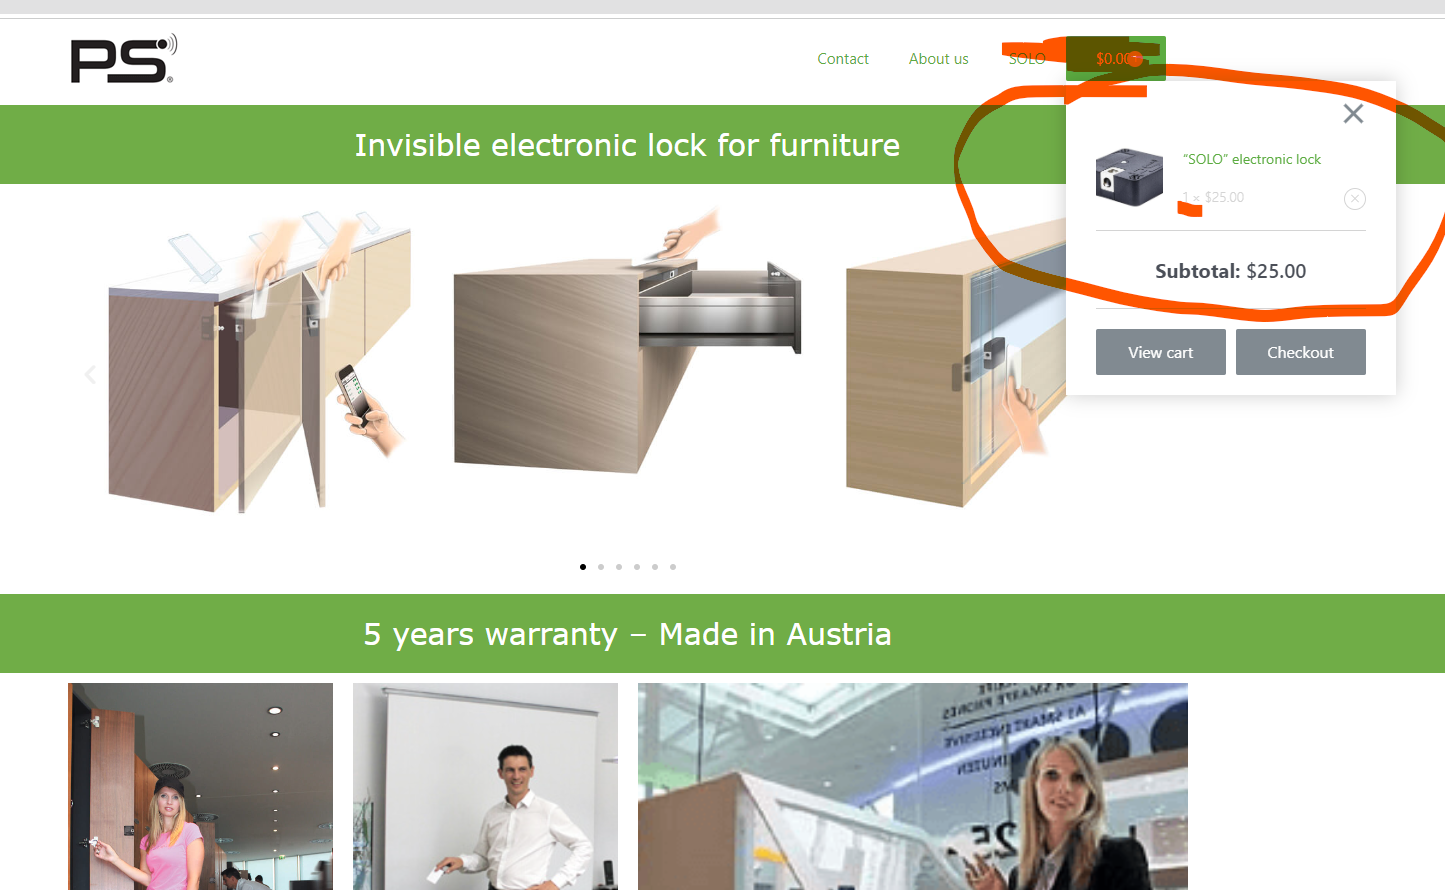 PS®
Contact
About us
SOLO
$0.00
Invisible electronic lock for furniture
"SOLO" electronic lock
1 × $25.00
Subtotal: $25.00
View cart
Checkout
5 years warranty – Made in Austria